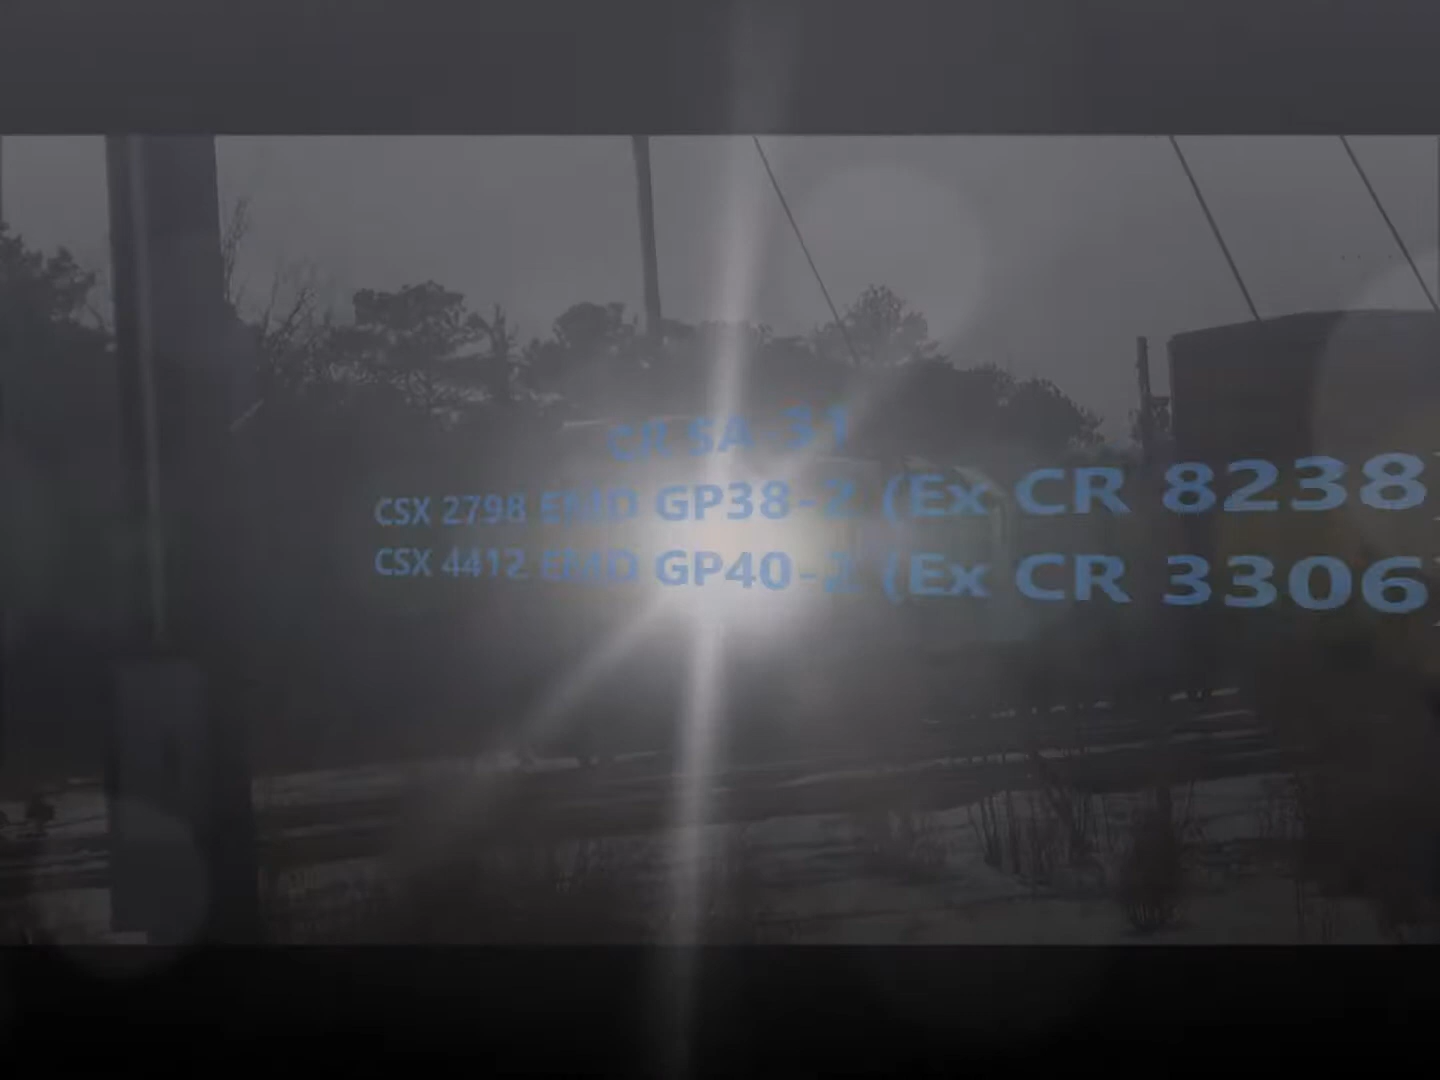 CR SA-31
CSX 2798 EMD GP38-2 (Ex CR 8238)
CSX 4412 EMD GP40-2 (Ex CR 3306)